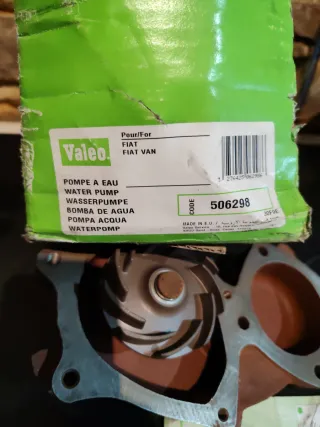 Valeo
Pour/For
FIAT
FIAT VAN
POMPE A EAU
WATER PUMP
WASSERPUMPE
BOMBA DE AGUA
POMPA ACQUA
WATERPOMP
CODE
506298
MADE IN